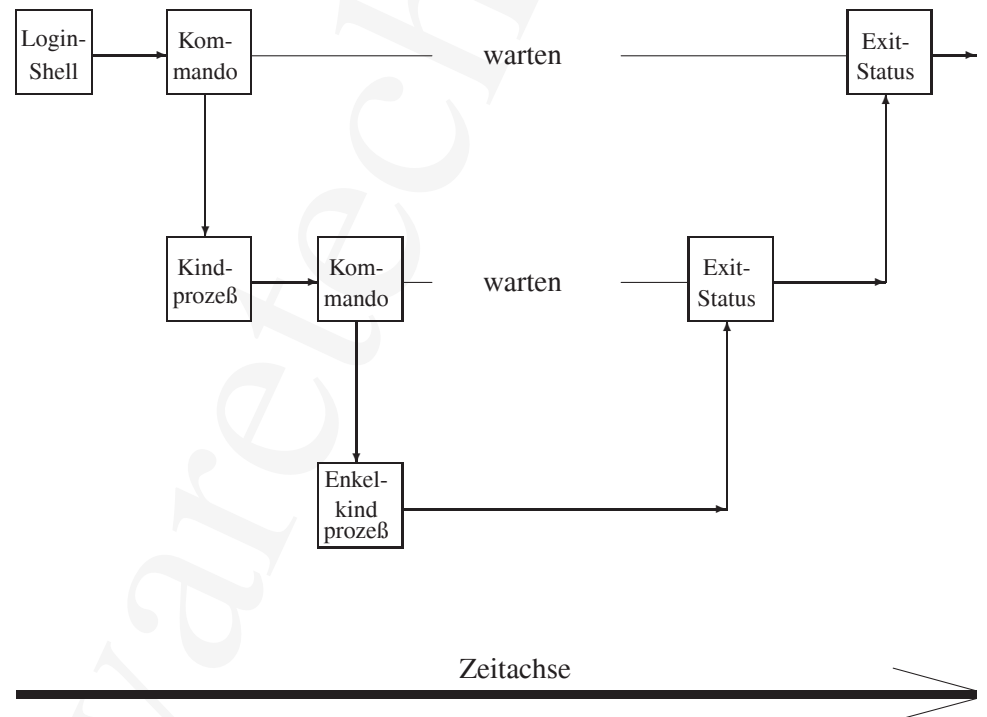 Login-
Shell
Kom-
mando
warten
Exit-
Status
Kind-
prozeß
Kom-
mando
warten
Exit-
Status
Enkel-
kind
prozeß
Zeitachse